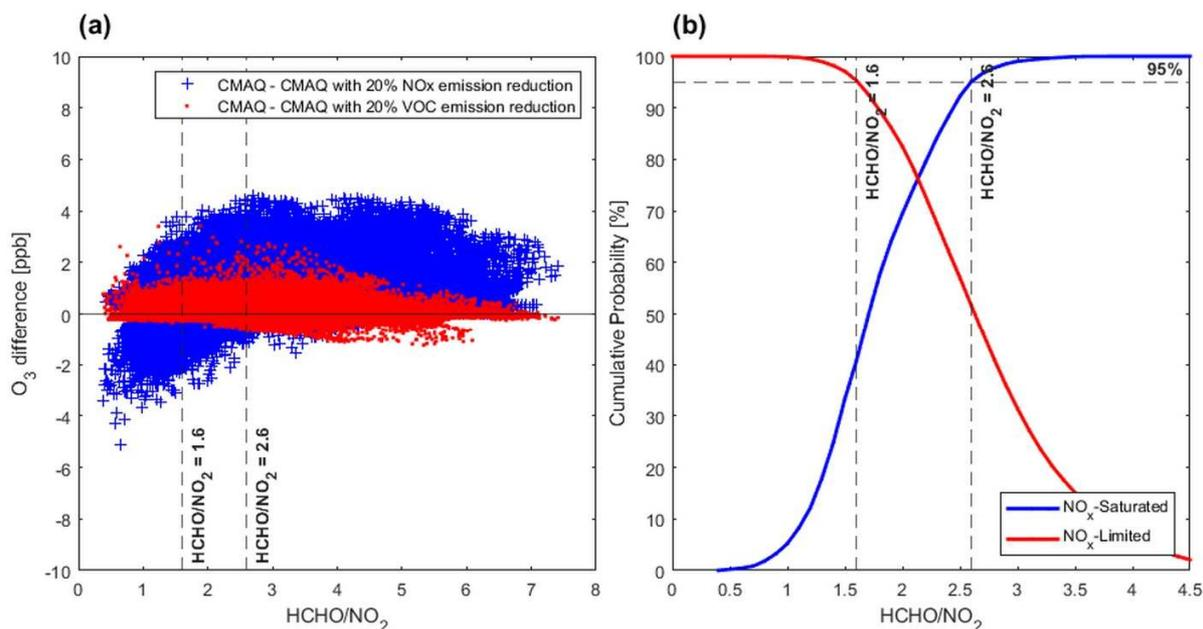 (a)
10
8
6
4
2
0
-2
-4
-6
-8
-10
O3 difference [ppb]
CMAQ - CMAQ with 20% NOx emission reduction
CMAQ - CMAQ with 20% VOC emission reduction
HCHO/NO2 = 1.6
HCHO/NO2 = 2.6
0 1 2 3 4 5 6 7 8
HCHO/NO2
(b)
100
90
80
70
60
50
40
30
20
10
0
Cumulative Probability [%]
95%
HCHO/NO2 = 1.6
HCHO/NO2 = 2.6
NOx-Saturated
NOx-Limited
0 0.5 1 1.5 2 2.5 3 3.5 4 4.5
HCHO/NO2